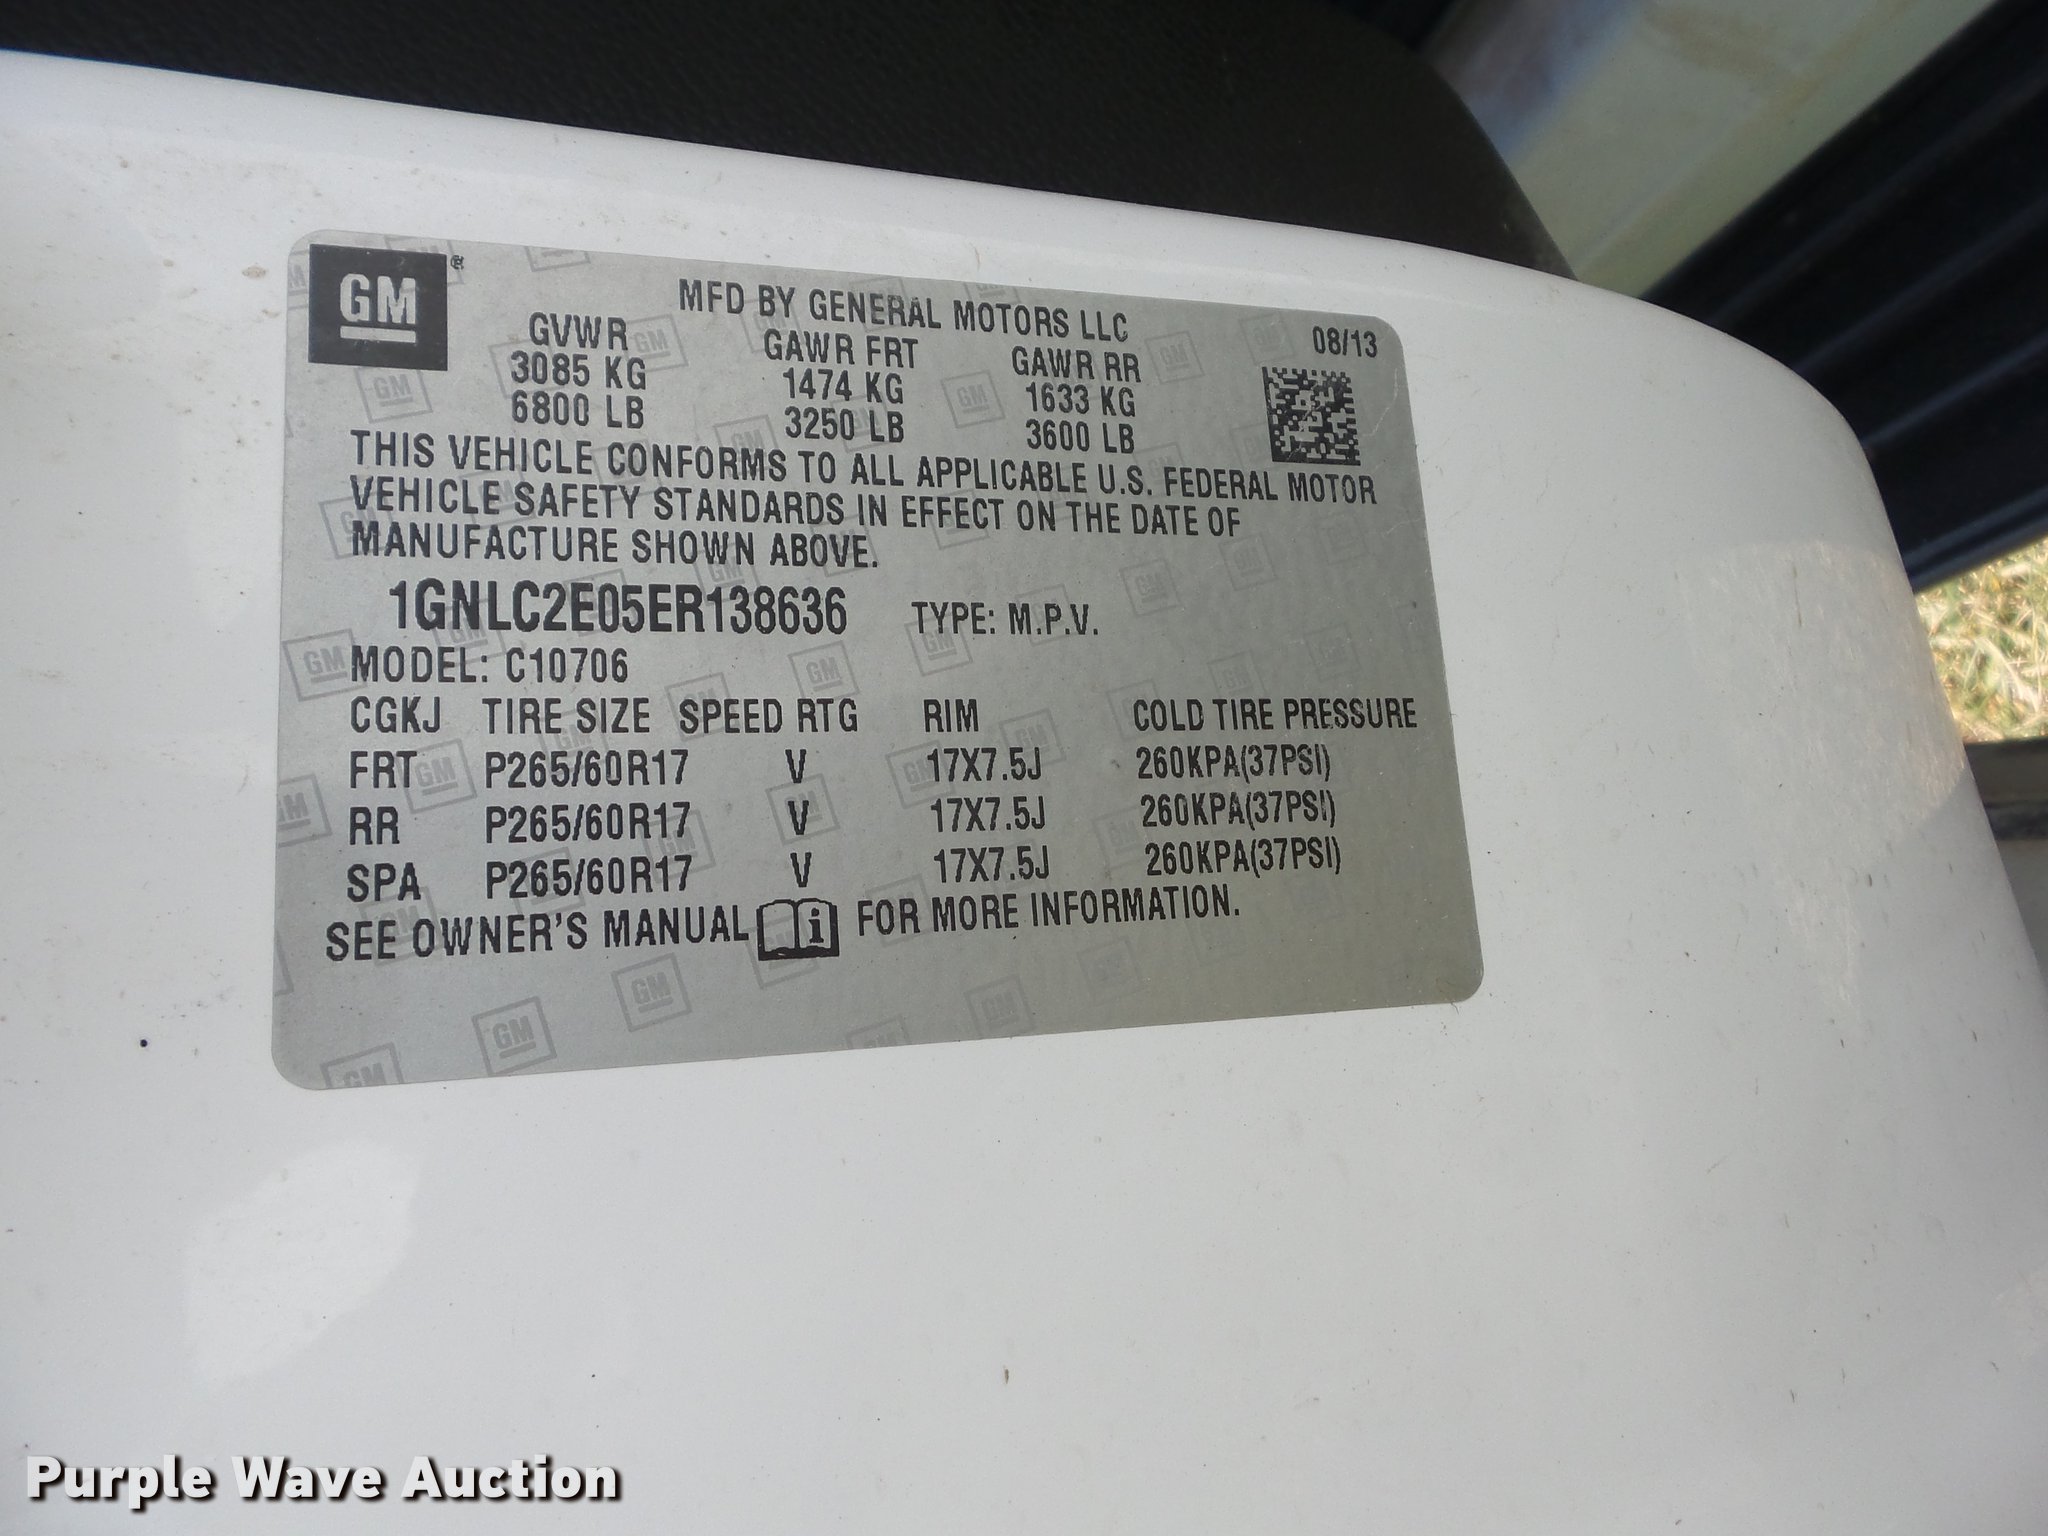 GM
MFD BY GENERAL MOTORS LLC
08/13
GVWR GAWR FRT GAWR RR
3085 KG 1474 KG 1633 KG
6800 LB 3250 LB 3600 LB
THIS VEHICLE CONFORMS TO ALL APPLICABLE U.S. FEDERAL MOTOR
VEHICLE SAFETY STANDARDS IN EFFECT ON THE DATE OF
MANUFACTURE SHOWN ABOVE.
1GNLC2E05ER138636 TYPE: M.P.V.
MODEL: C10706
CGKJ TIRE SIZE SPEED RTG RIM COLD TIRE PRESSURE
FRT P265/60R17 V 17X7.5J 260KPA(37PSI)
RR P265/60R17 V 17X7.5J 260KPA(37PSI)
SPA P265/60R17 V 17X7.5J 260KPA(37PSI)
SEE OWNER'S MANUAL i FOR MORE INFORMATION.
Purple Wave Auction